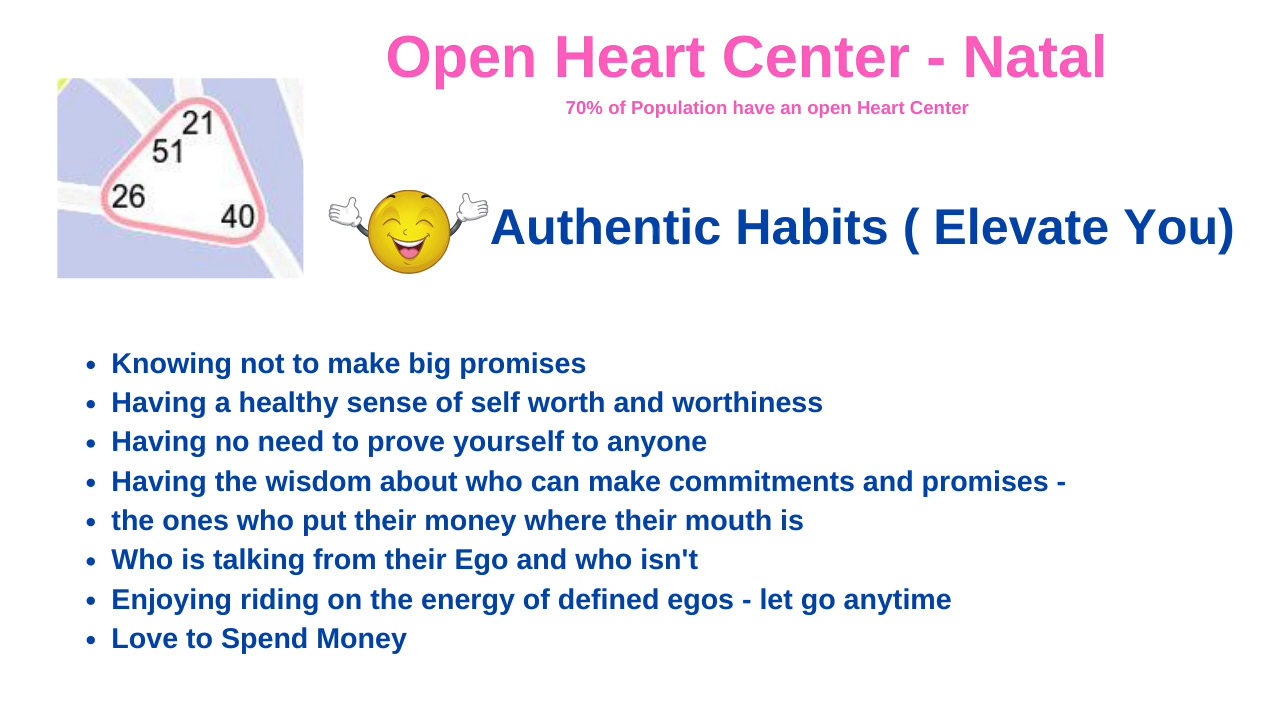 Open Heart Center - Natal
70% of Population have an open Heart Center
21
51
26
40
Authentic Habits ( Elevate You)
• Knowing not to make big promises
• Having a healthy sense of self worth and worthiness
• Having no need to prove yourself to anyone
• Having the wisdom about who can make commitments and promises -
• the ones who put their money where their mouth is
• Who is talking from their Ego and who isn't
• Enjoying riding on the energy of defined egos - let go anytime
• Love to Spend Money